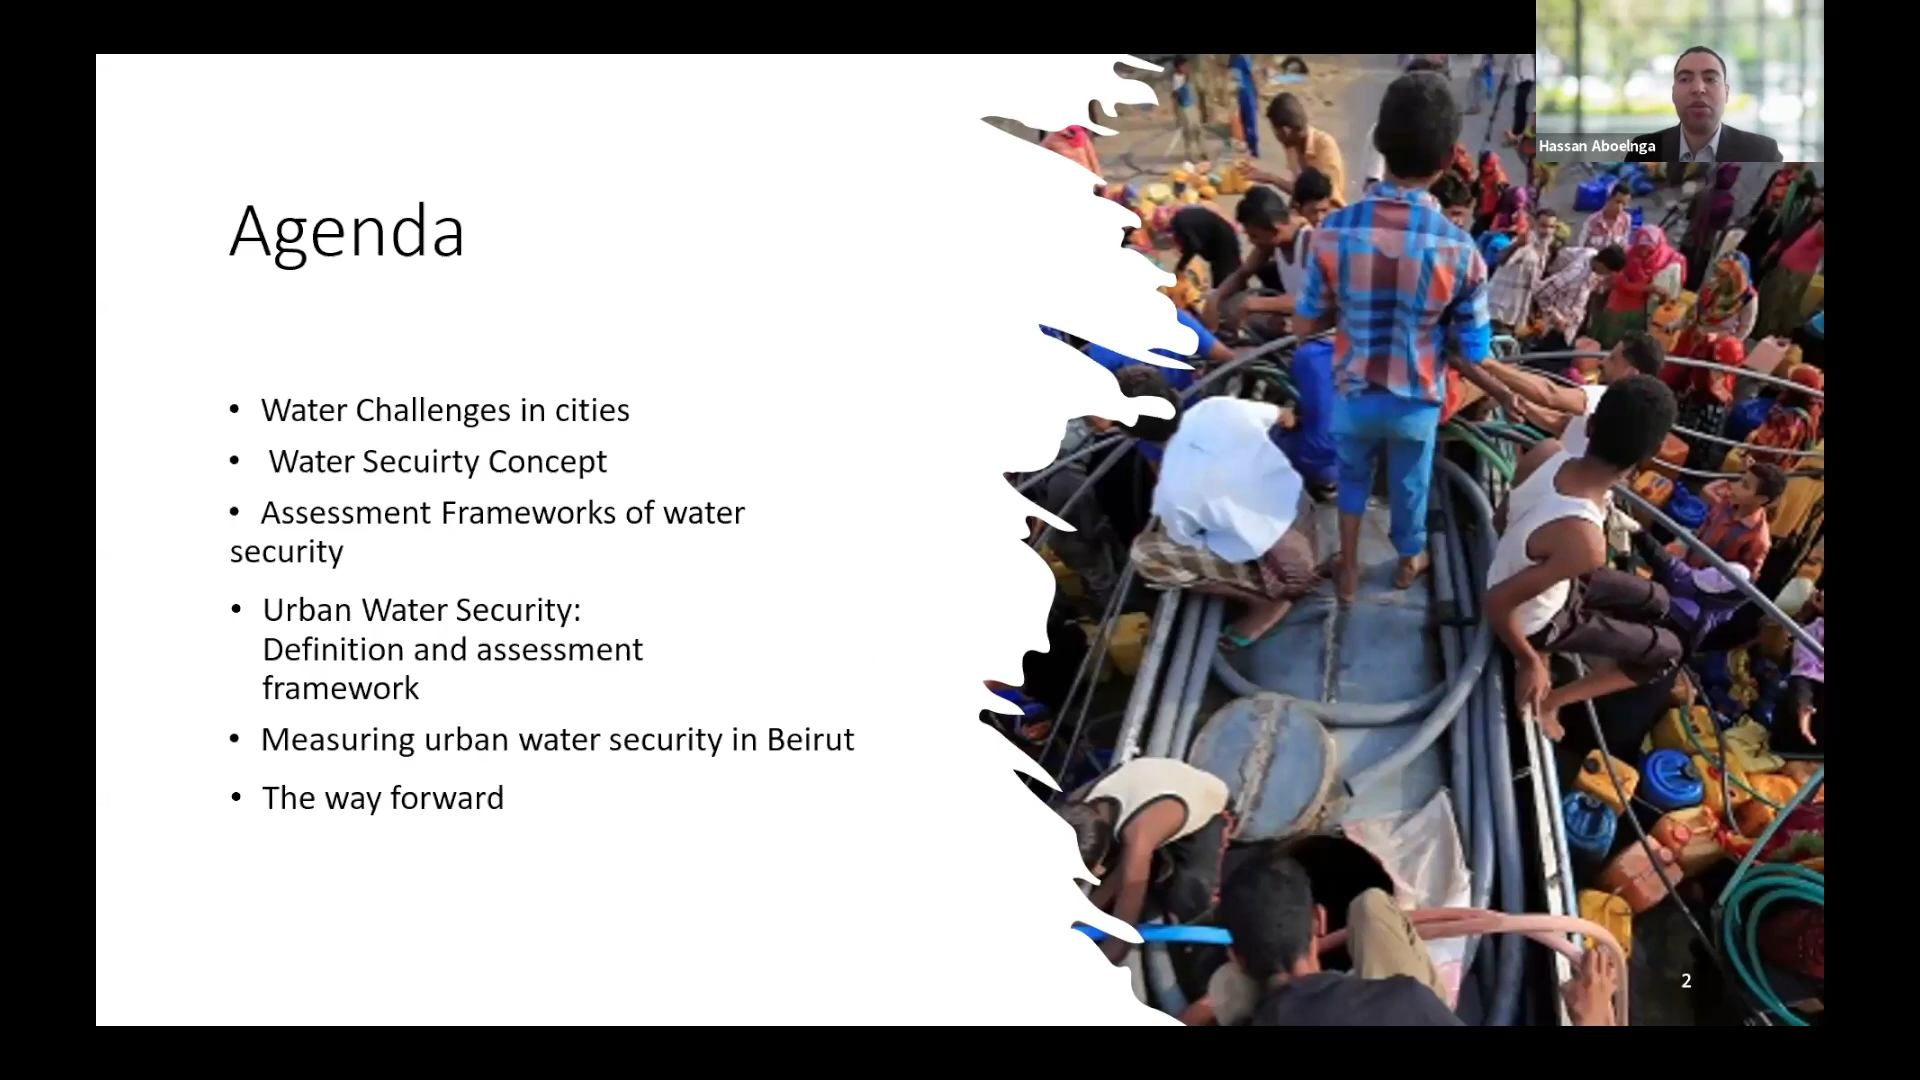 Hassan Aboelnga
Agenda
• Water Challenges in cities
• Water Secuirty Concept
• Assessment Frameworks of water
security
• Urban Water Security:
Definition and assessment
framework
• Measuring urban water security in Beirut
• The way forward
2